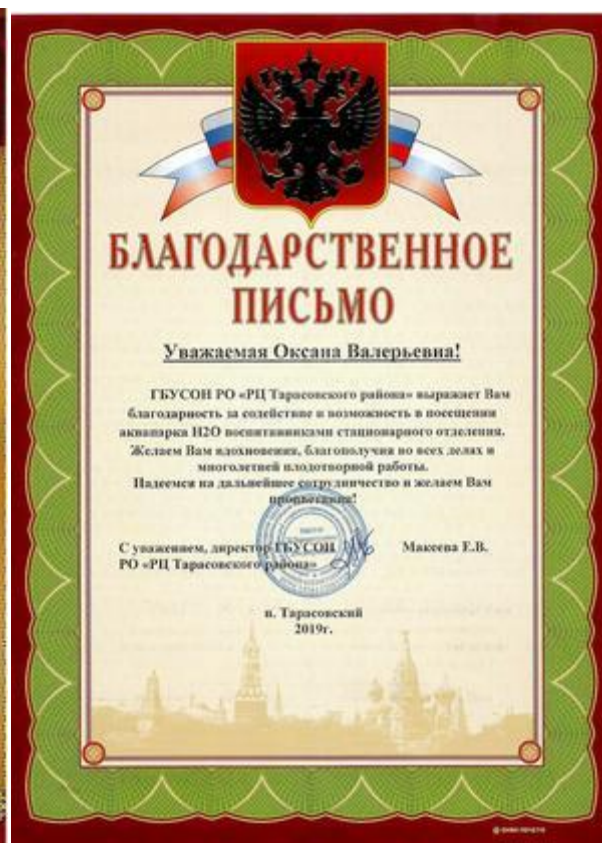 БЛАГОДАРСТВЕННОЕ
ПИСЬМО
Уважаемая Оксана Валерьевна!
ГБУСОН РО «РЦ Тарасовского района» выражает Вам
благодарность за содействие и возможность в посещении
аквапарка H2O воспитанниками стационарного отделения.
Желаем Вам вдохновения, благополучия во всех делах и
многолетней плодотворной работы.
Надеемся на дальнейшее сотрудничество и желаем Вам
процветания!
С уважением, директор ГБУСОН Макеева Е.В.
РО «РЦ Тарасовского района»
п. Тарасовский
2019г.